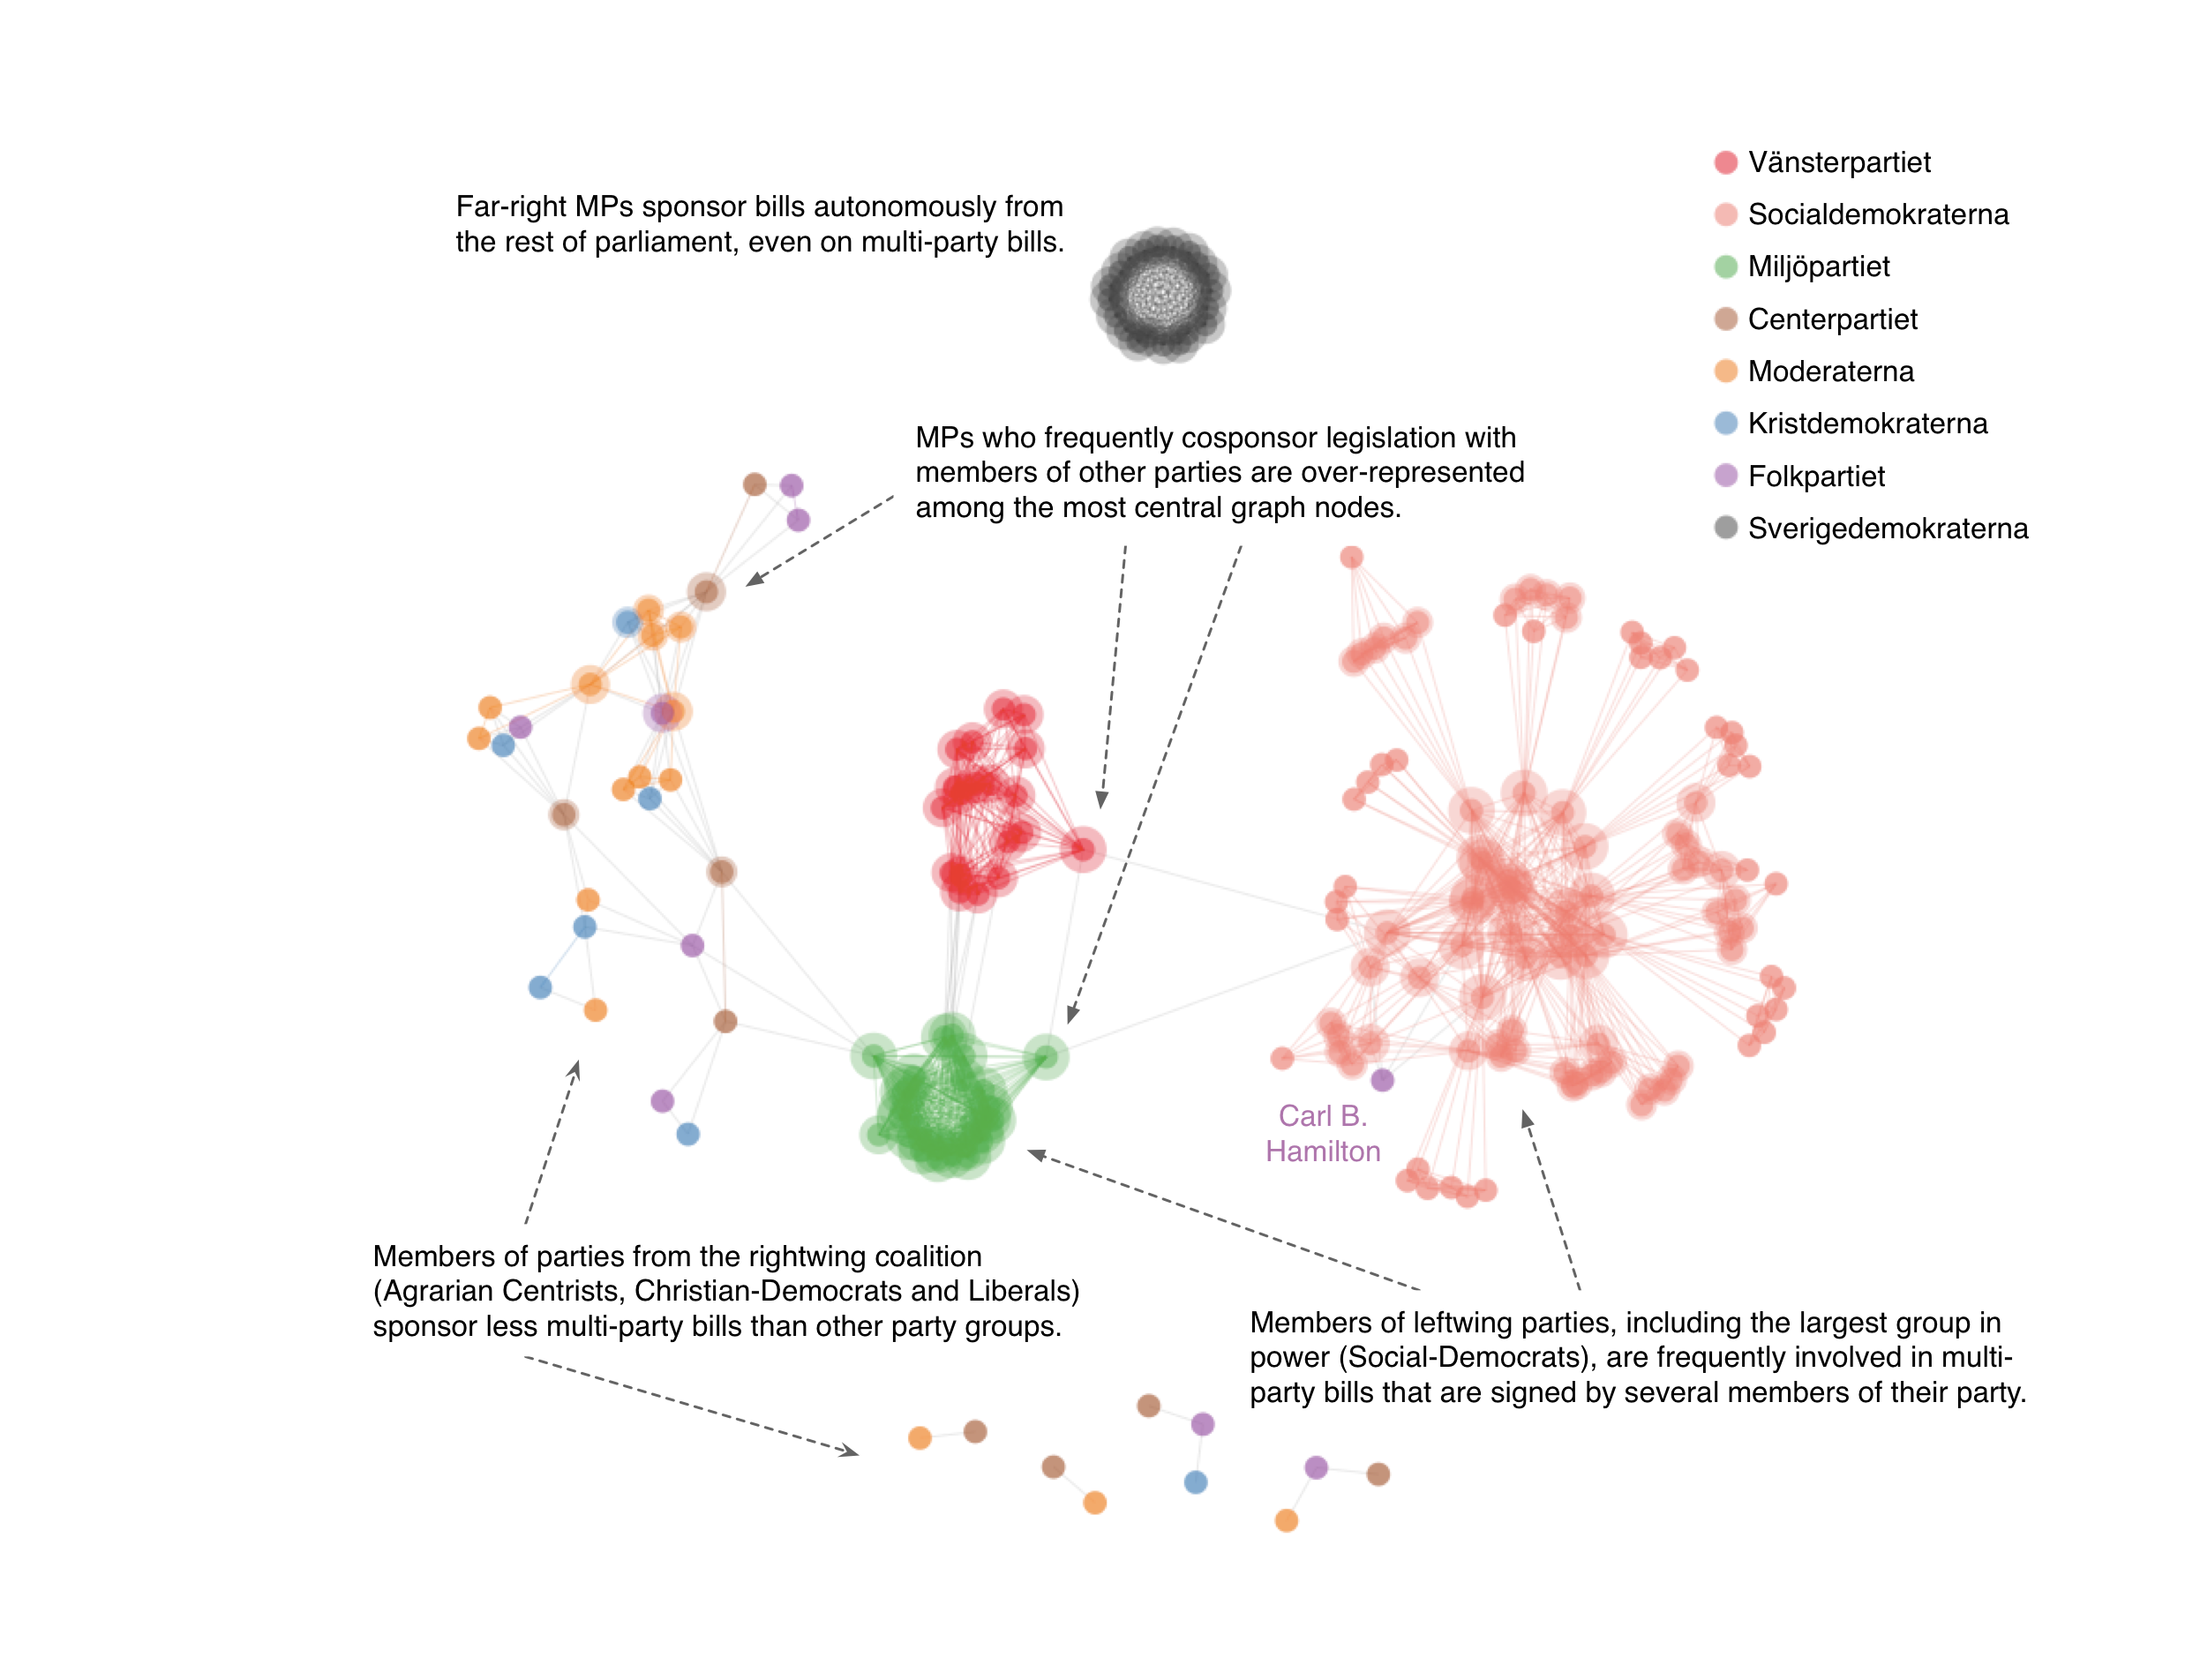 Vänsterpartiet
Socialdemokraterna
Miljöpartiet
Centerpartiet
Moderaterna
Kristdemokraterna
Folkpartiet
Sverigedemokraterna
Far-right MPs sponsor bills autonomously from
the rest of parliament, even on multi-party bills.
MPs who frequently cosponsor legislation with
members of other parties are over-represented
among the most central graph nodes.
Carl B.
Hamilton
Members of parties from the rightwing coalition
(Agrarian Centrists, Christian-Democrats and Liberals)
sponsor less multi-party bills than other party groups.
Members of leftwing parties, including the largest group in
power (Social-Democrats), are frequently involved in multi-
party bills that are signed by several members of their party.